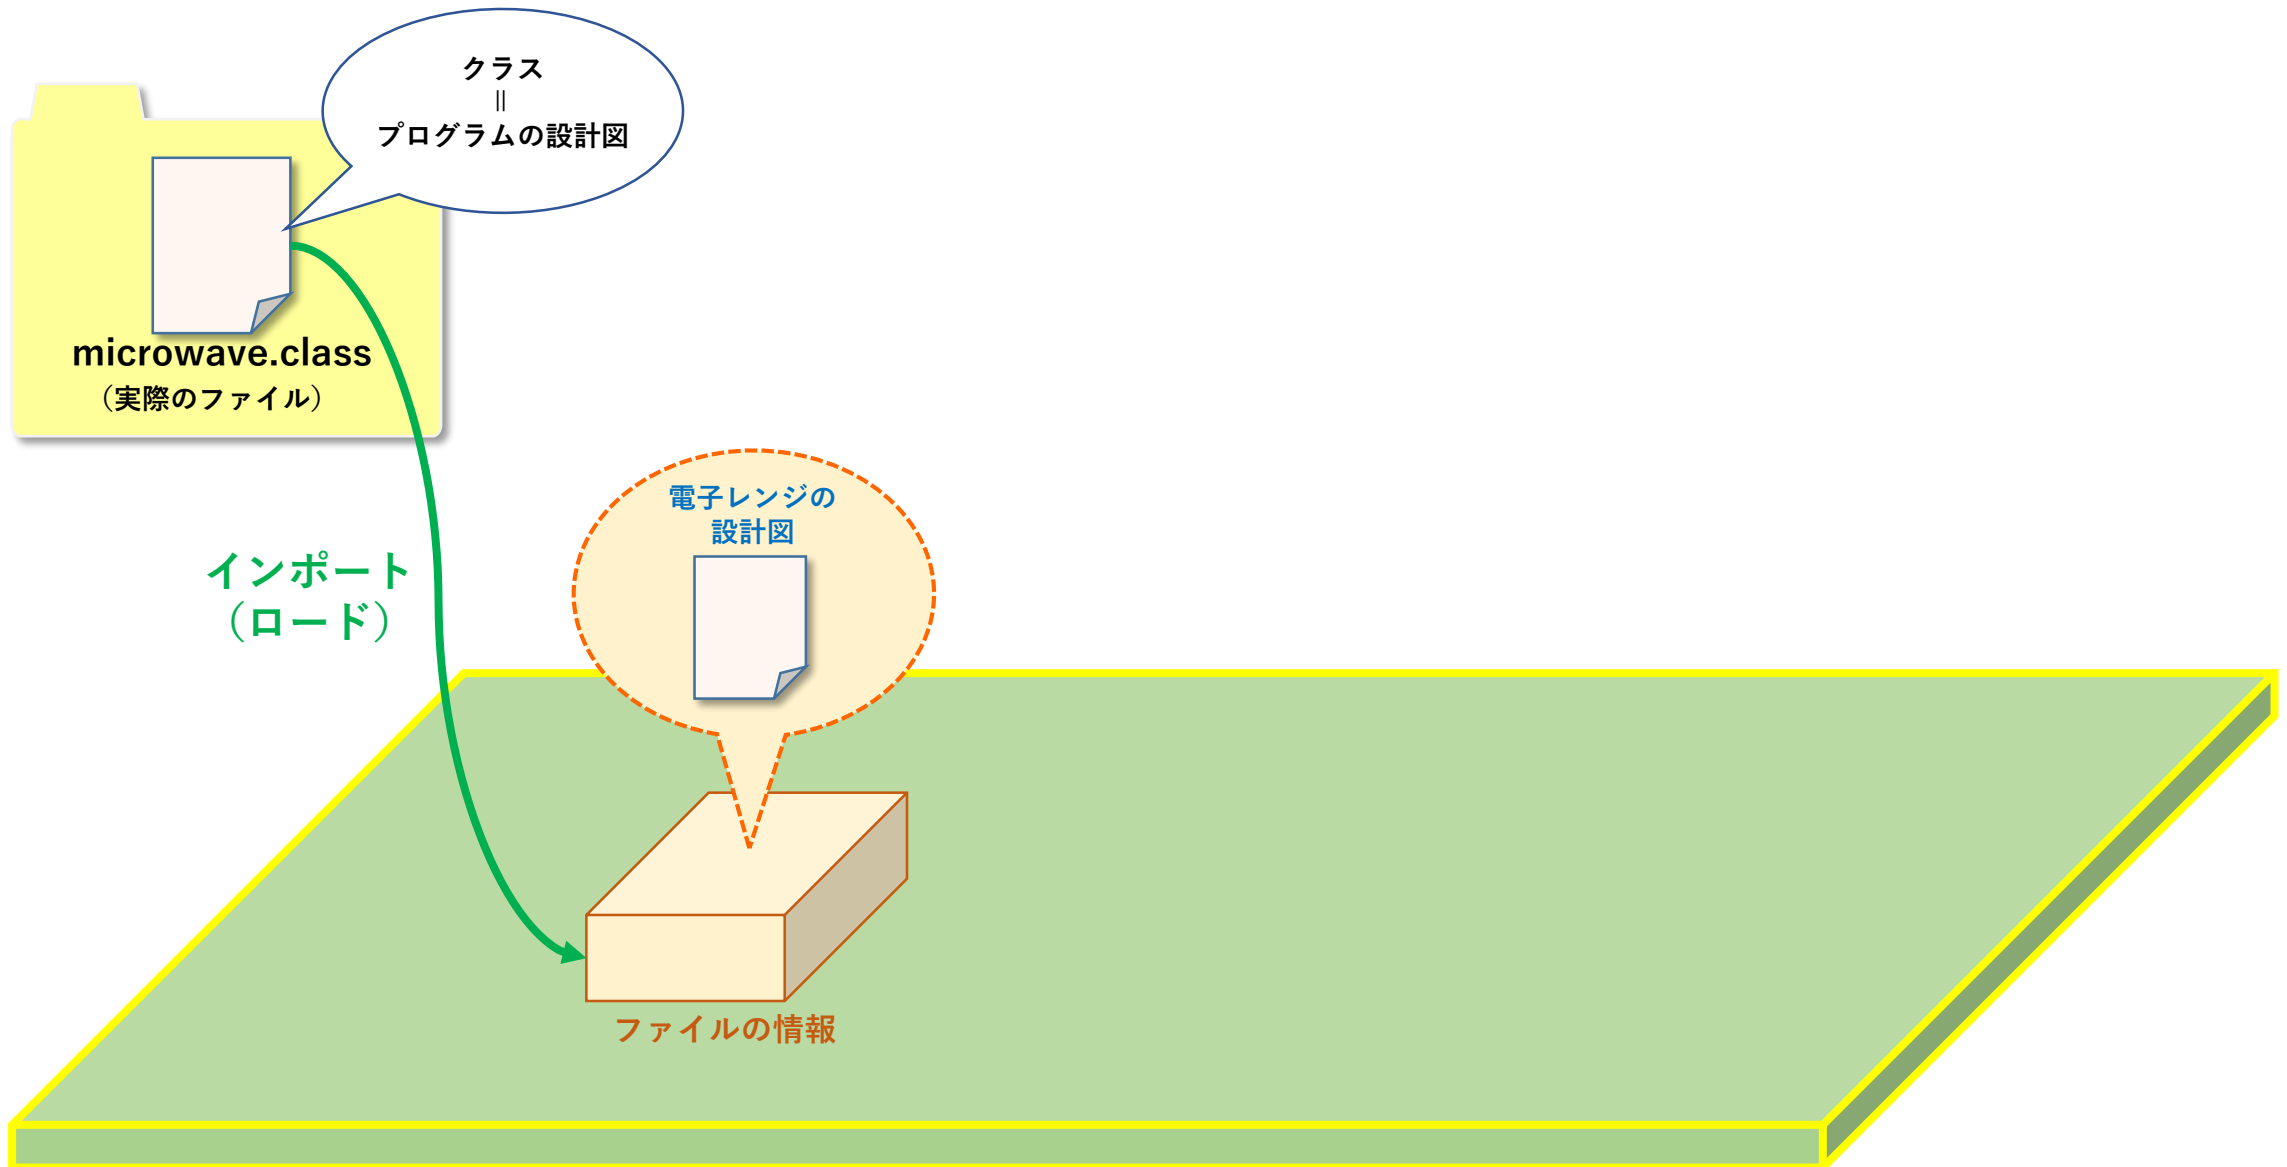 クラス
॥
プログラムの設計図
microwave.class
（実際のファイル）
電子レンジの
設計図
インポート
（ロード）
ファイルの情報